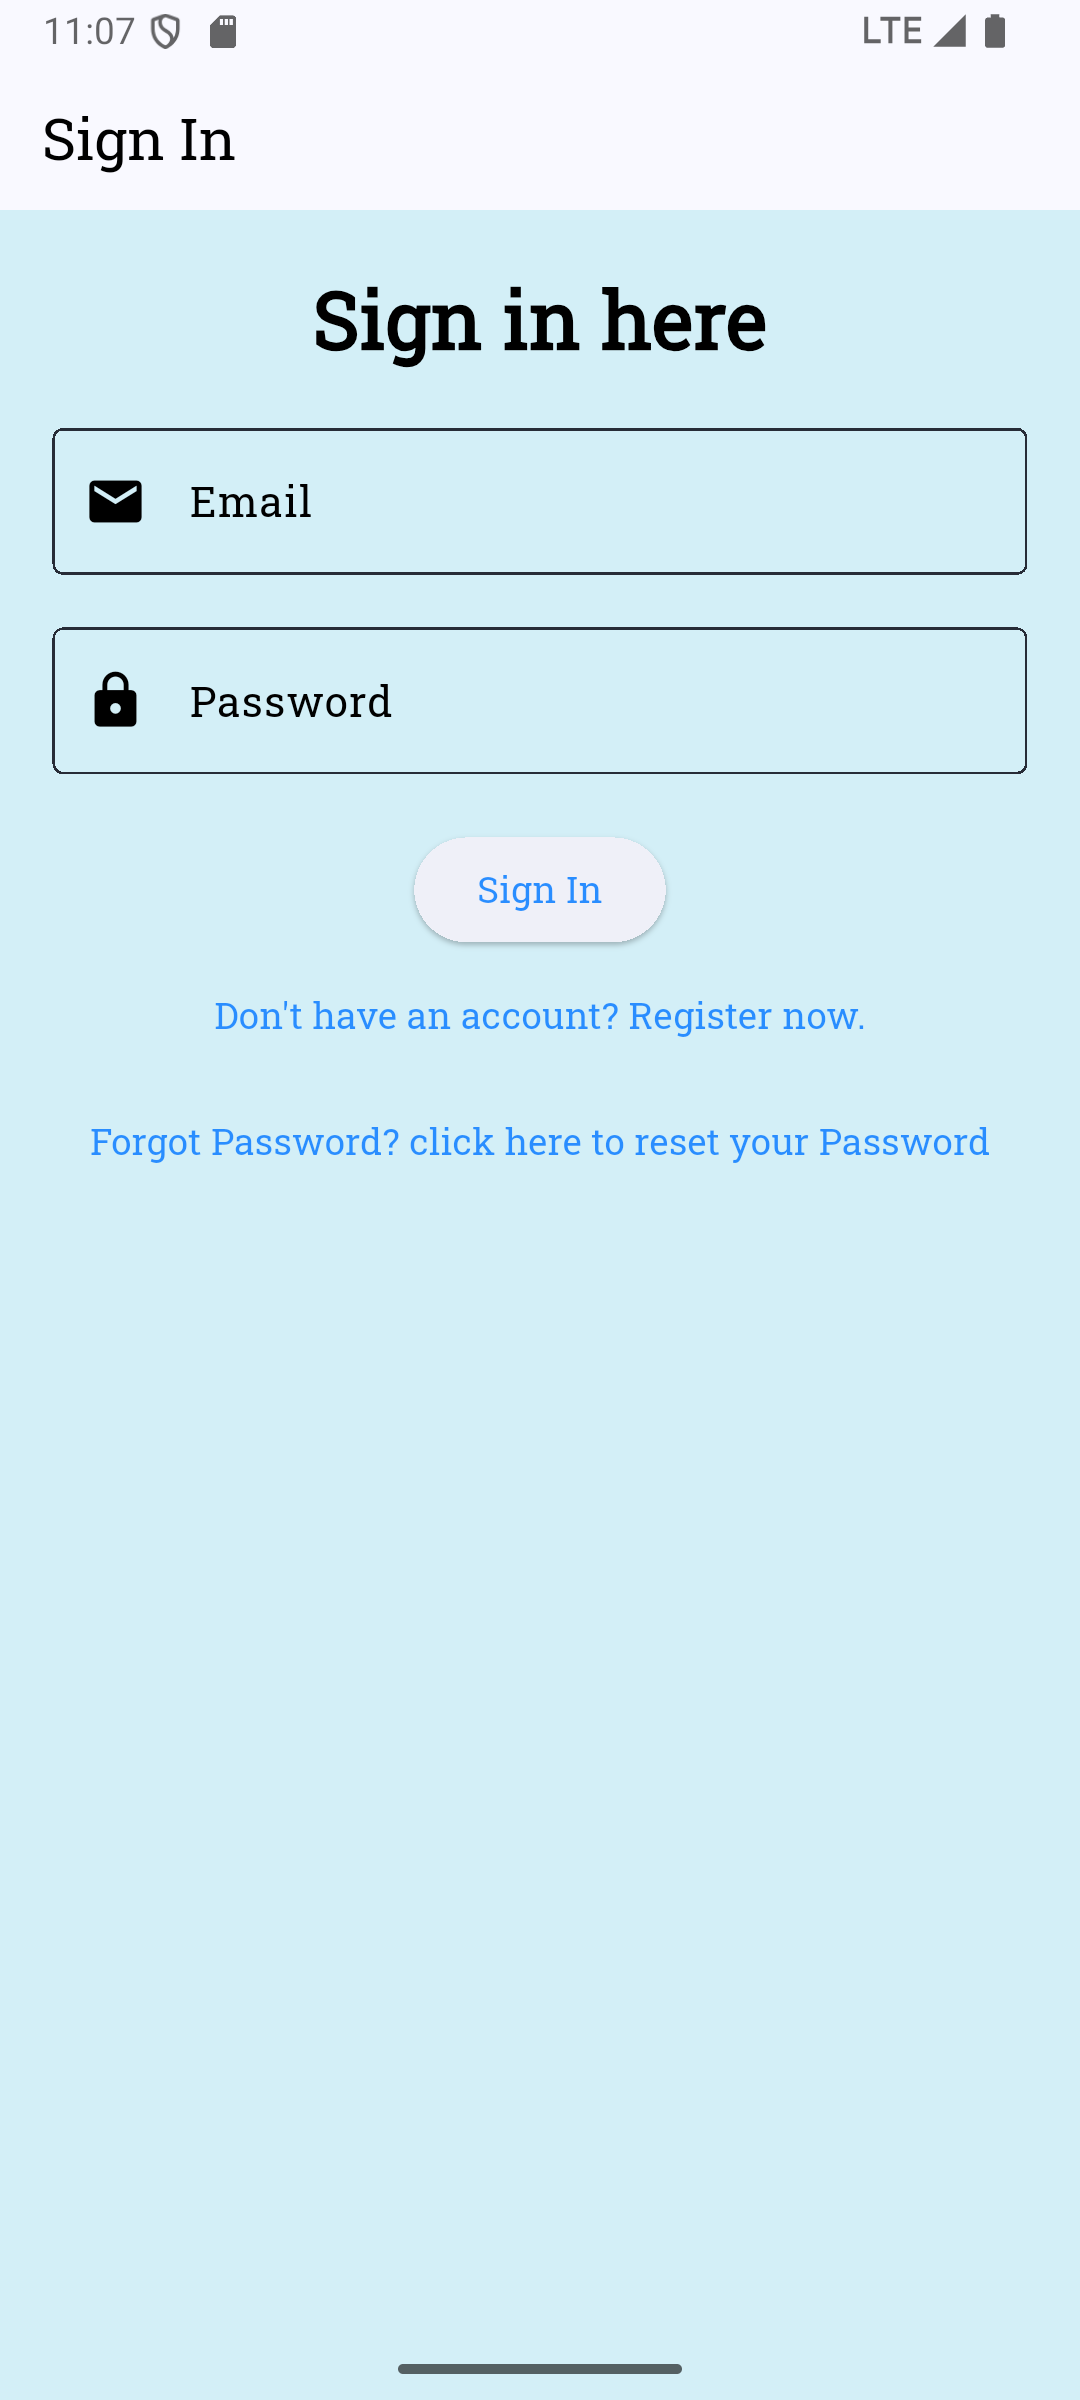 11:07 LTE
Sign In
Sign in here
Email
Password
Sign In
Don't have an account? Register now.
Forgot Password? click here to reset your Password